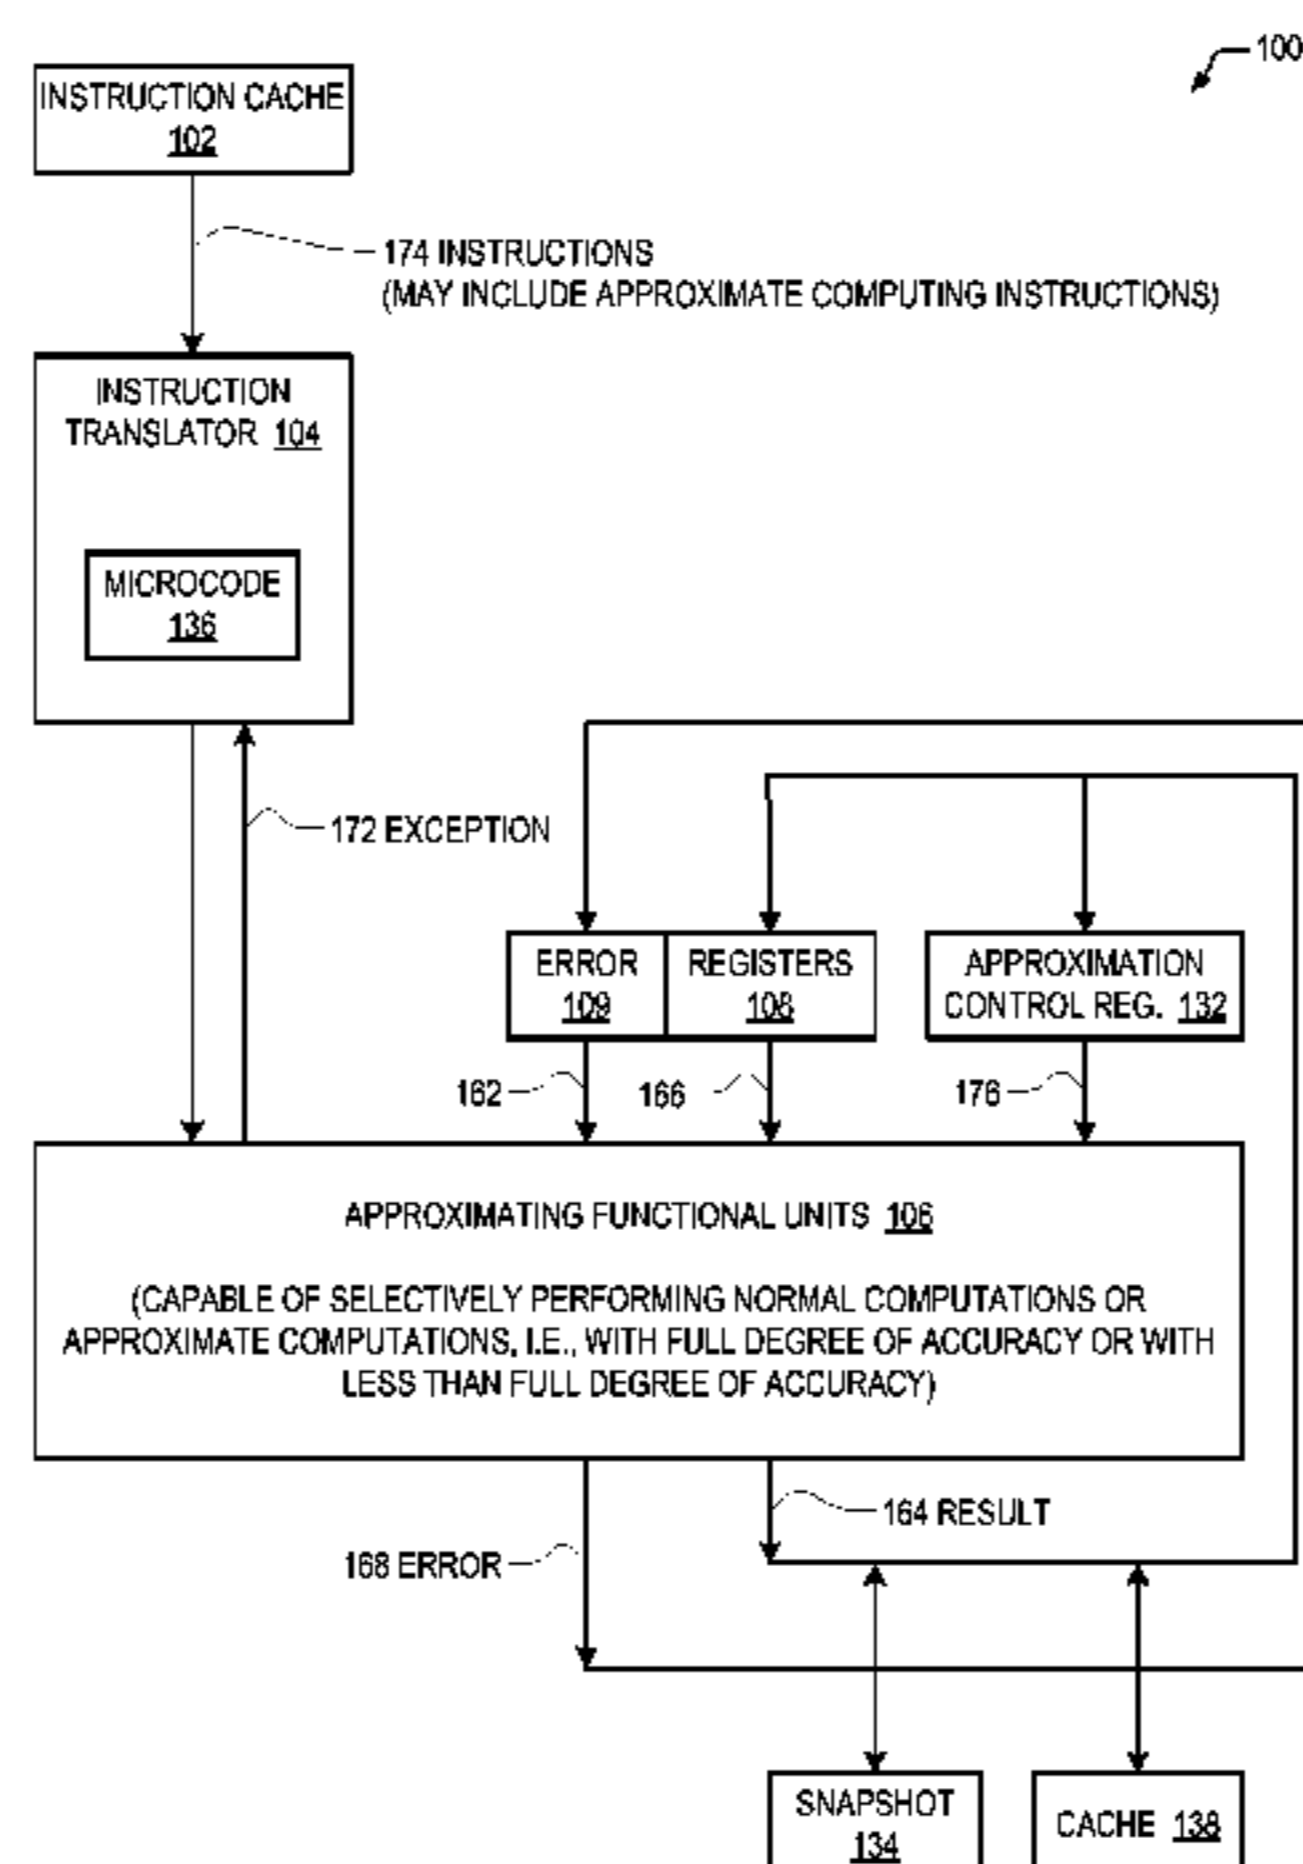 100
INSTRUCTION CACHE
102
174 INSTRUCTIONS
(MAY INCLUDE APPROXIMATE COMPUTING INSTRUCTIONS)
INSTRUCTION
TRANSLATOR 104
MICROCODE
136
172 EXCEPTION
ERROR
109
REGISTERS
108
APPROXIMATION
CONTROL REG. 132
162
166
176
APPROXIMATING FUNCTIONAL UNITS 106
(CAPABLE OF SELECTIVELY PERFORMING NORMAL COMPUTATIONS OR
APPROXIMATE COMPUTATIONS, I.E., WITH FULL DEGREE OF ACCURACY OR WITH
LESS THAN FULL DEGREE OF ACCURACY)
164 RESULT
168 ERROR
SNAPSHOT
134
CACHE 138